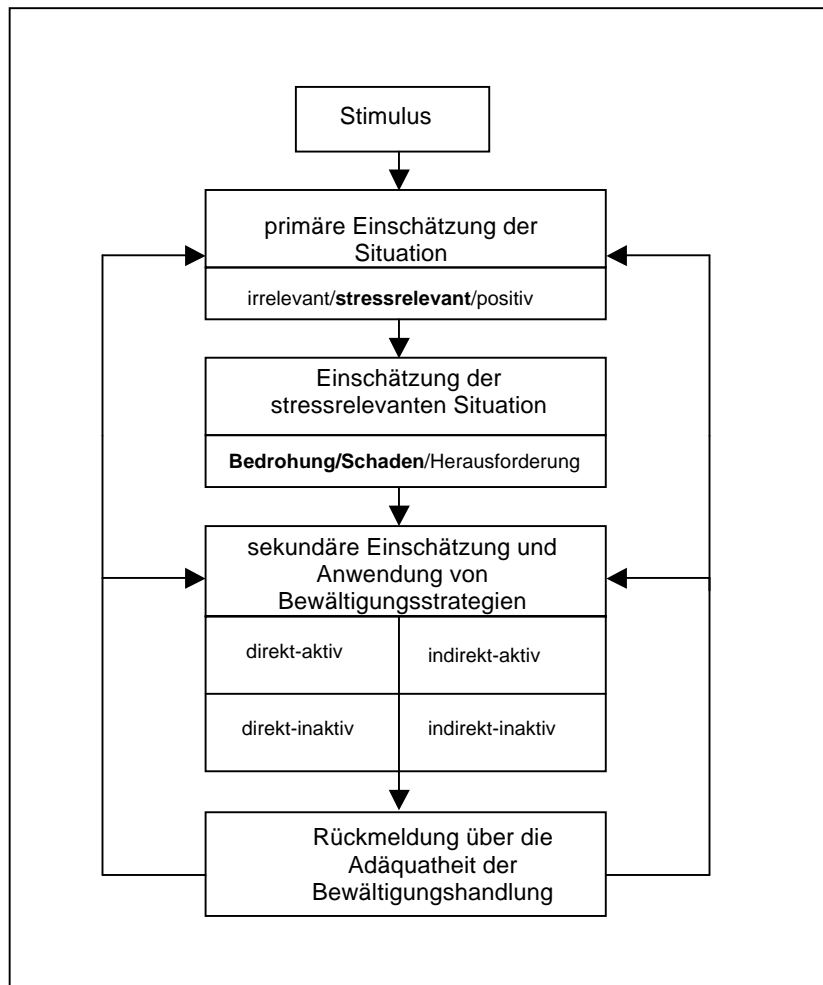 Stimulus
primäre Einschätzung der
Situation
irrelevant/stressrelevant/positiv
Einschätzung der
stressrelevanten Situation
Bedrohung/Schaden/Herausforderung
sekundäre Einschätzung und
Anwendung von
Bewältigungsstrategien
direkt-aktiv
indirekt-aktiv
direkt-inaktiv
indirekt-inaktiv
Rückmeldung über die
Adäquatheit der
Bewältigungshandlung